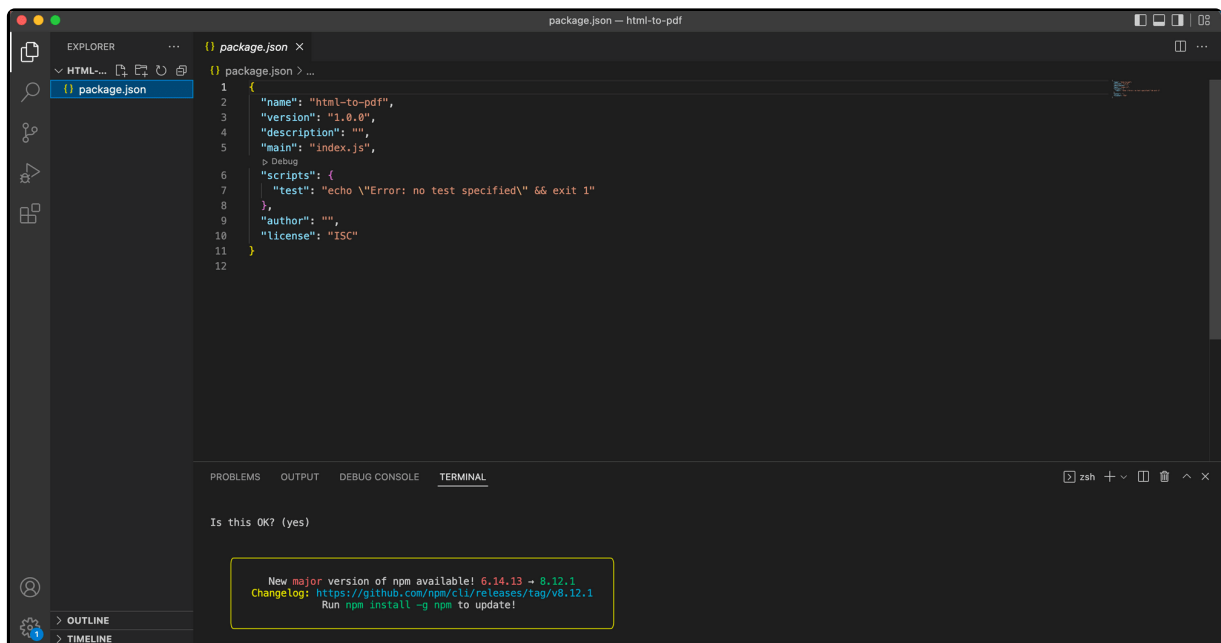 package.json — html-to-pdf
EXPLORER
HTML-...
package.json
OUTLINE
TIMELINE
1
package.json
package.json > ...
1 {
2 "name": "html-to-pdf",
3 "version": "1.0.0",
4 "description": "",
5 "main": "index.js",
Debug
6 "scripts": {
7 "test": "echo \"Error: no test specified\" && exit 1"
8 },
9 "author": "",
10 "license": "ISC"
11 }
12
PROBLEMS OUTPUT DEBUG CONSOLE TERMINAL
zsh
Is this OK? (yes)
New major version of npm available! 6.14.13 → 8.12.1
Changelog: https://github.com/npm/cli/releases/tag/v8.12.1
Run npm install -g npm to update!